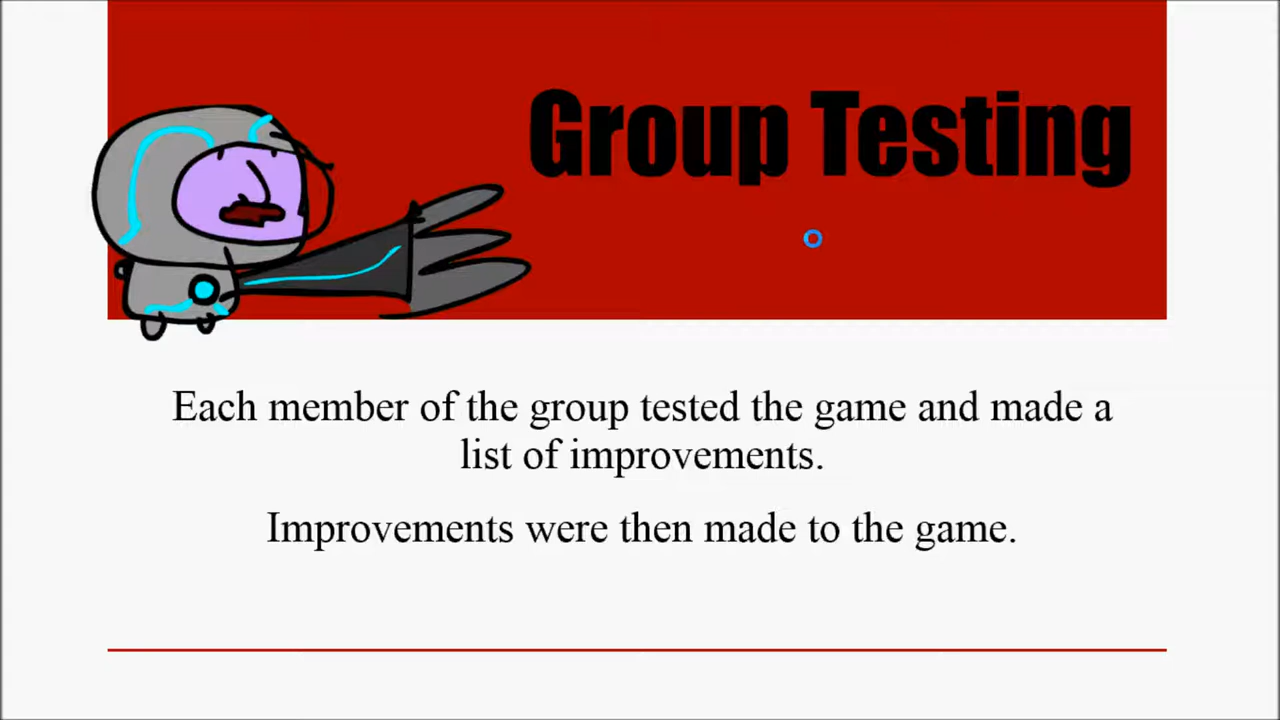 Group Testing
Each member of the group tested the game and made a
list of improvements.
Improvements were then made to the game.